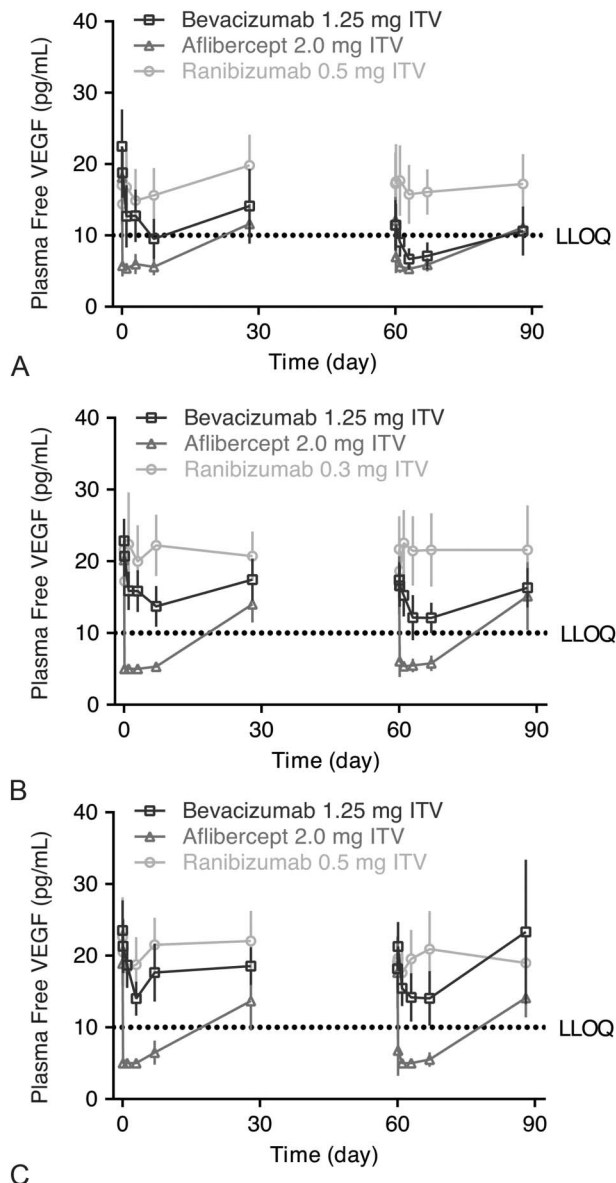 40
30
20
10
0
Plasma Free VEGF (pg/mL)
Bevacizumab 1.25 mg ITV
Aflibercept 2.0 mg ITV
Ranibizumab 0.5 mg ITV
LLOQ
0 30 60 90
Time (day)
A
40
30
20
10
0
Plasma Free VEGF (pg/mL)
Bevacizumab 1.25 mg ITV
Aflibercept 2.0 mg ITV
Ranibizumab 0.3 mg ITV
LLOQ
0 30 60 90
Time (day)
B
40
30
20
10
0
Plasma Free VEGF (pg/mL)
Bevacizumab 1.25 mg ITV
Aflibercept 2.0 mg ITV
Ranibizumab 0.5 mg ITV
LLOQ
0 30 60 90
Time (day)
C